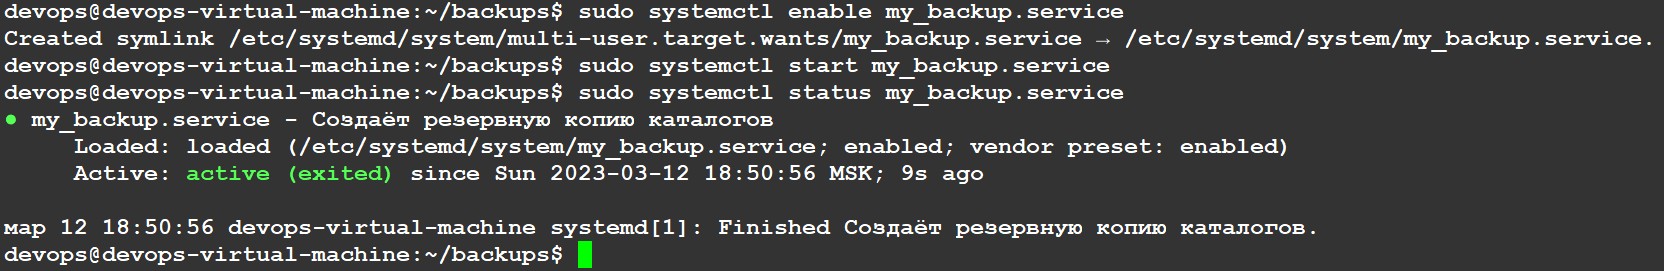 devops@devops-virtual-machine:~/backups$ sudo systemctl enable my_backup.service
Created symlink /etc/systemd/system/multi-user.target.wants/my_backup.service → /etc/systemd/system/my_backup.service.
devops@devops-virtual-machine:~/backups$ sudo systemctl start my_backup.service
devops@devops-virtual-machine:~/backups$ sudo systemctl status my_backup.service
● my_backup.service - Создаёт резервную копию каталогов
     Loaded: loaded (/etc/systemd/system/my_backup.service; enabled; vendor preset: enabled)
     Active: active (exited) since Sun 2023-03-12 18:50:56 MSK; 9s ago
мар 12 18:50:56 devops-virtual-machine systemd[1]: Finished Создаёт резервную копию каталогов.
devops@devops-virtual-machine:~/backups$